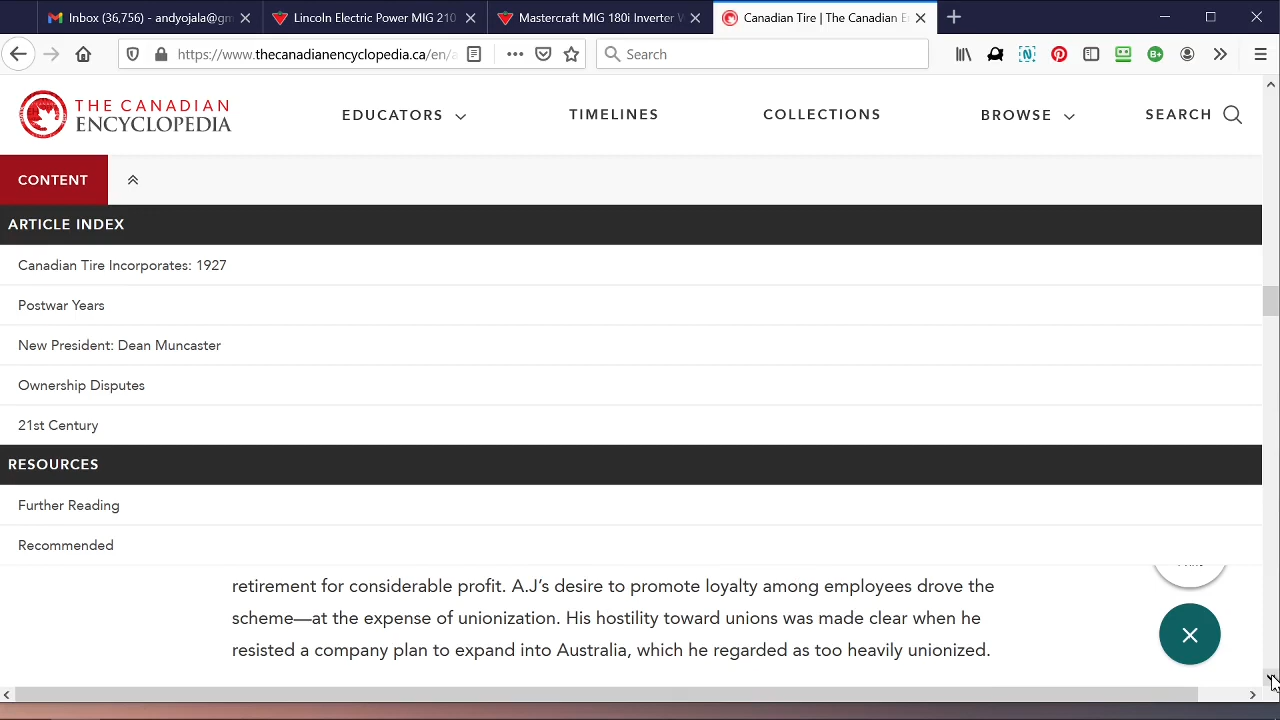 Inbox (36,756) - andyojala@gm
Lincoln Electric Power MIG 210
Mastercraft MIG 180i Inverter W
Canadian Tire | The Canadian E
https://www.thecanadianencyclopedia.ca/en/a
Search
THE CANADIAN
ENCYCLOPEDIA
EDUCATORS
TIMELINES
COLLECTIONS
BROWSE
SEARCH
CONTENT
ARTICLE INDEX
Canadian Tire Incorporates: 1927
Postwar Years
New President: Dean Muncaster
Ownership Disputes
21st Century
RESOURCES
Further Reading
Recommended
retirement for considerable profit. A.J’s desire to promote loyalty among employees drove the
scheme—at the expense of unionization. His hostility toward unions was made clear when he
resisted a company plan to expand into Australia, which he regarded as too heavily unionized.